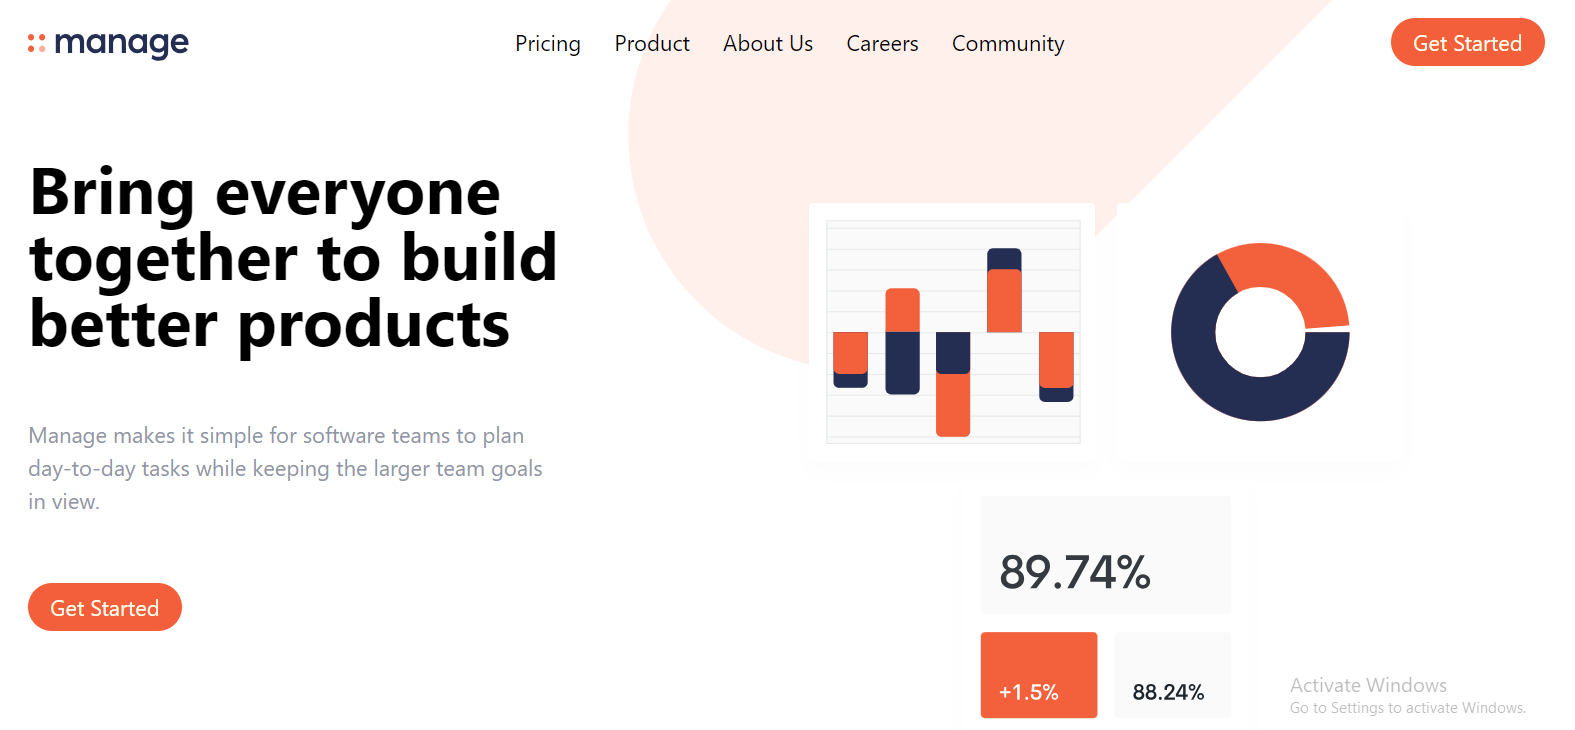 manage
Pricing Product About Us Careers Community
Get Started
Bring everyone
together to build
better products
Manage makes it simple for software teams to plan
day-to-day tasks while keeping the larger team goals
in view.
Get Started
89.74%
+1.5%
88.24%
Activate Windows
Go to Settings to activate Windows.